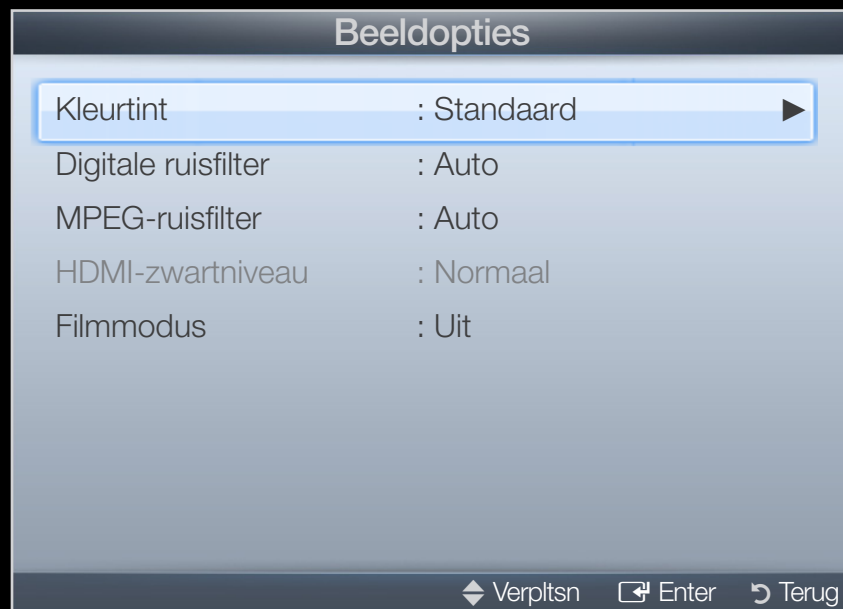 Beeldopties
Kleurtint : Standaard ►
Digitale ruisfilter : Auto
MPEG-ruisfilter : Auto
HDMI-zwartniveau : Normaal
Filmmodus : Uit
Verpltsn Enter Terug